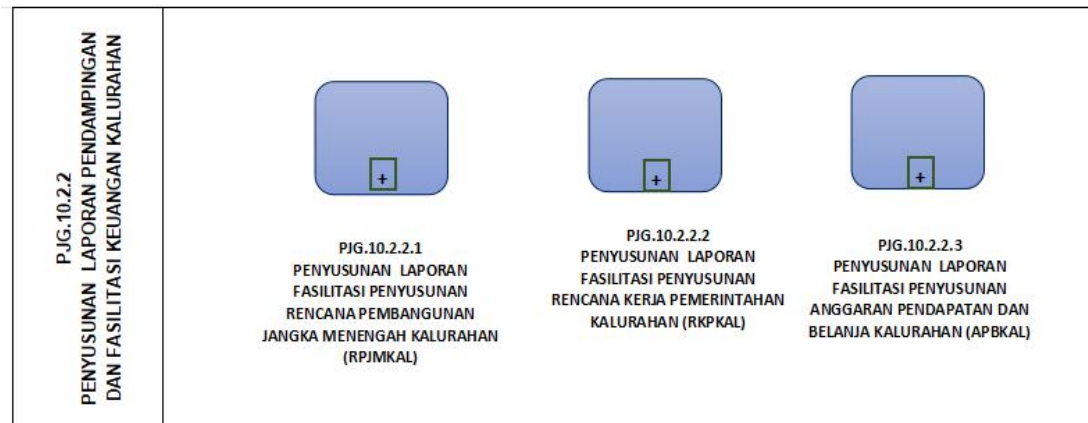 PJG.10.2.2
PENYUSUNAN LAPORAN PENDAMPINGAN
DAN FASILITASI KEUANGAN KALURAHAN
+
PJG.10.2.2.1
PENYUSUNAN LAPORAN
FASILITASI PENYUSUNAN
RENCANA PEMBANGUNAN
JANGKA MENENGAH KALURAHAN
(RPJMKAL)
+
PJG.10.2.2.2
PENYUSUNAN LAPORAN
FASILITASI PENYUSUNAN
RENCANA KERJA PEMERINTAHAN
KALURAHAN (RKPKAL)
+
PJG.10.2.2.3
PENYUSUNAN LAPORAN
FASILITASI PENYUSUNAN
ANGGARAN PENDAPATAN DAN
BELANJA KALURAHAN (APBKAL)